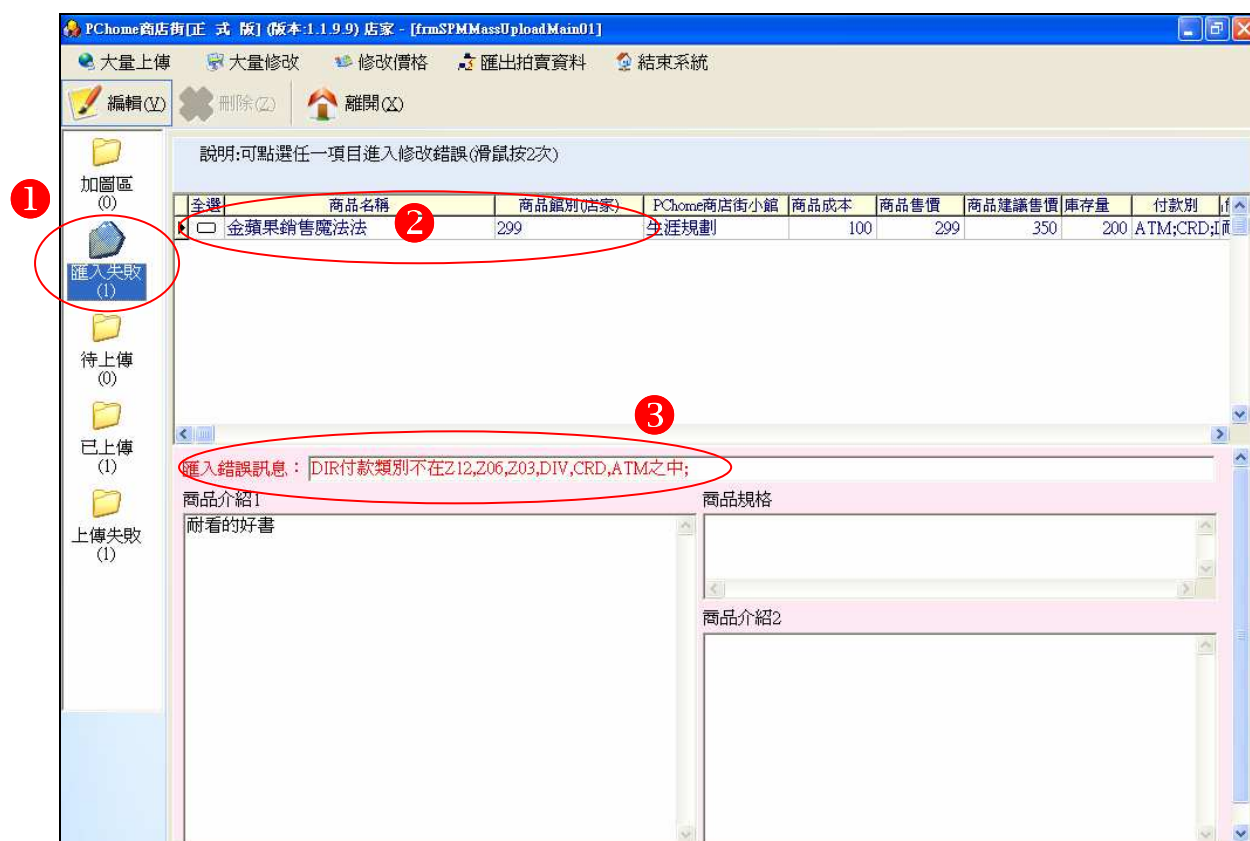 PChome商店街[正 式 版] (版本:1.1.9.9) 店家 - [frmSPMMassUploadMain01]
大量上傳 大量修改 修改價格 匯出拍賣資料 結束系統
編輯(V) 刪除(Z) 離開(X)
加圖區
(0)
匯入失敗
(1)
待上傳
(0)
已上傳
(1)
上傳失敗
(1)
說明:可點選任一項目進入修改錯誤(滑鼠按2次)
1
2
全選 商品名稱 商品館別(店家) PChome商店街小館 商品成本 商品售價 商品建議售價 庫存量 付款別
金蘋果銷售魔法法 299 生涯規劃 100 299 350 200 ATM;CRD;D
3
匯入錯誤訊息： DIR付款類別不在Z12,Z06,Z03,DIV,CRD,ATM之中;
商品介紹1
耐看的好書
商品規格
商品介紹2